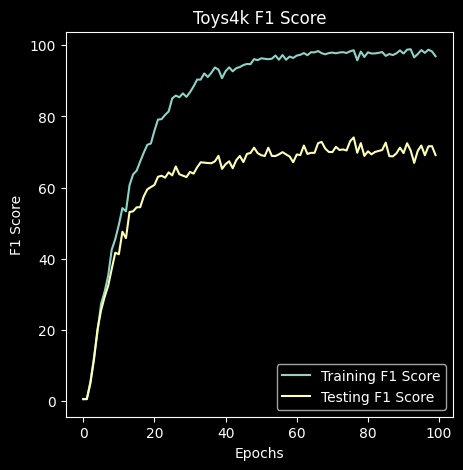 Toys4k F1 Score
100
80
60
40
20
0
F1 Score
Training F1 Score
Testing F1 Score
0
20
40
60
80
100
Epochs